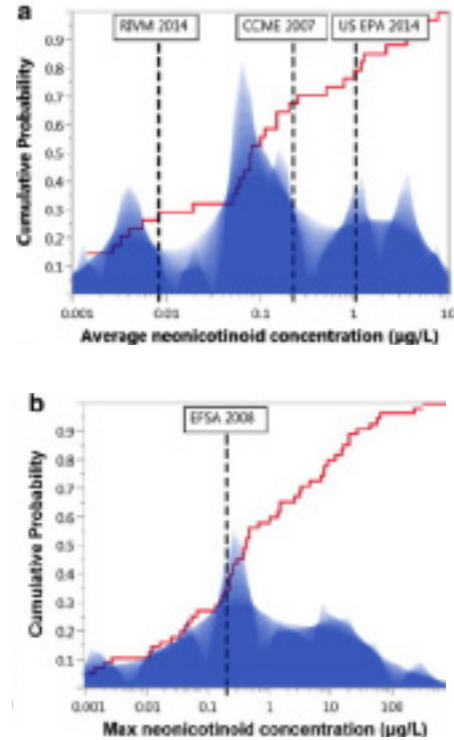 a
RIVM 2014 CCME 2007 US EPA 2014
Cumulative Probability
0.9
0.8
0.7
0.6
0.5
0.4
0.3
0.2
0.1
0.001 0.01 0.1 1 10
Average neonicotinoid concentration (µg/L)
b
EFSA 2008
Cumulative Probability
0.9
0.8
0.7
0.6
0.5
0.4
0.3
0.2
0.1
0.001 0.01 0.1 1 10 100
Max neonicotinoid concentration (µg/L)